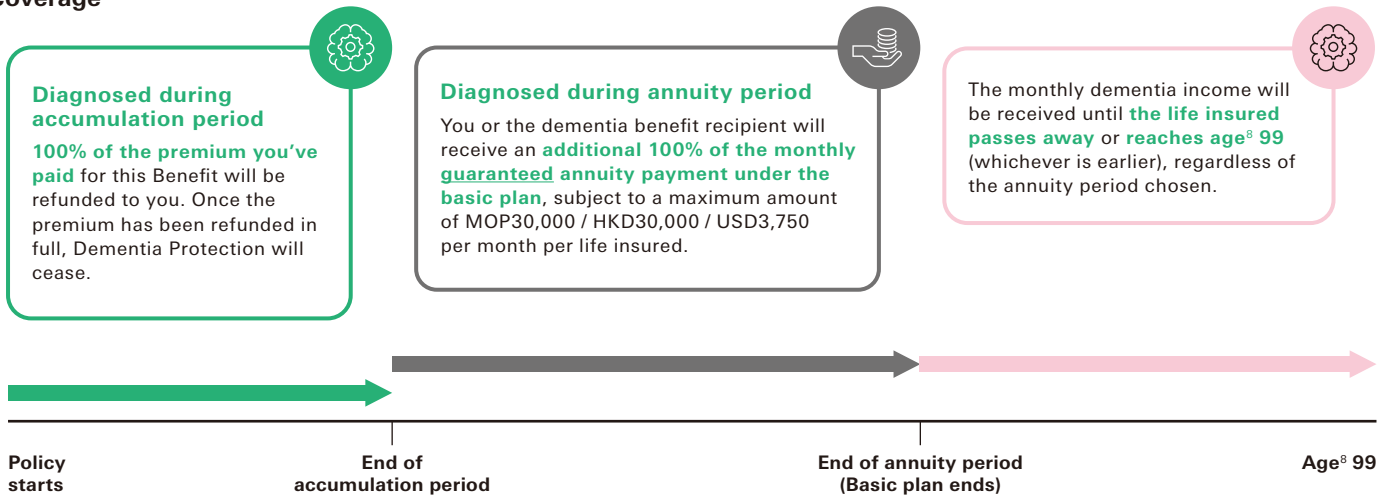 coverage
Diagnosed during
accumulation period
100% of the premium you’ve
paid for this Benefit will be
refunded to you. Once the
premium has been refunded in
full, Dementia Protection will
cease.
Diagnosed during annuity period
You or the dementia benefit recipient will
receive an additional 100% of the monthly
guaranteed annuity payment under the
basic plan, subject to a maximum amount
of MOP30,000 / HKD30,000 / USD3,750
per month per life insured.
The monthly dementia income will
be received until the life insured
passes away or reaches age⁸ 99
(whichever is earlier), regardless of
the annuity period chosen.
Policy
starts
End of
accumulation period
End of annuity period
(Basic plan ends)
Age⁸ 99